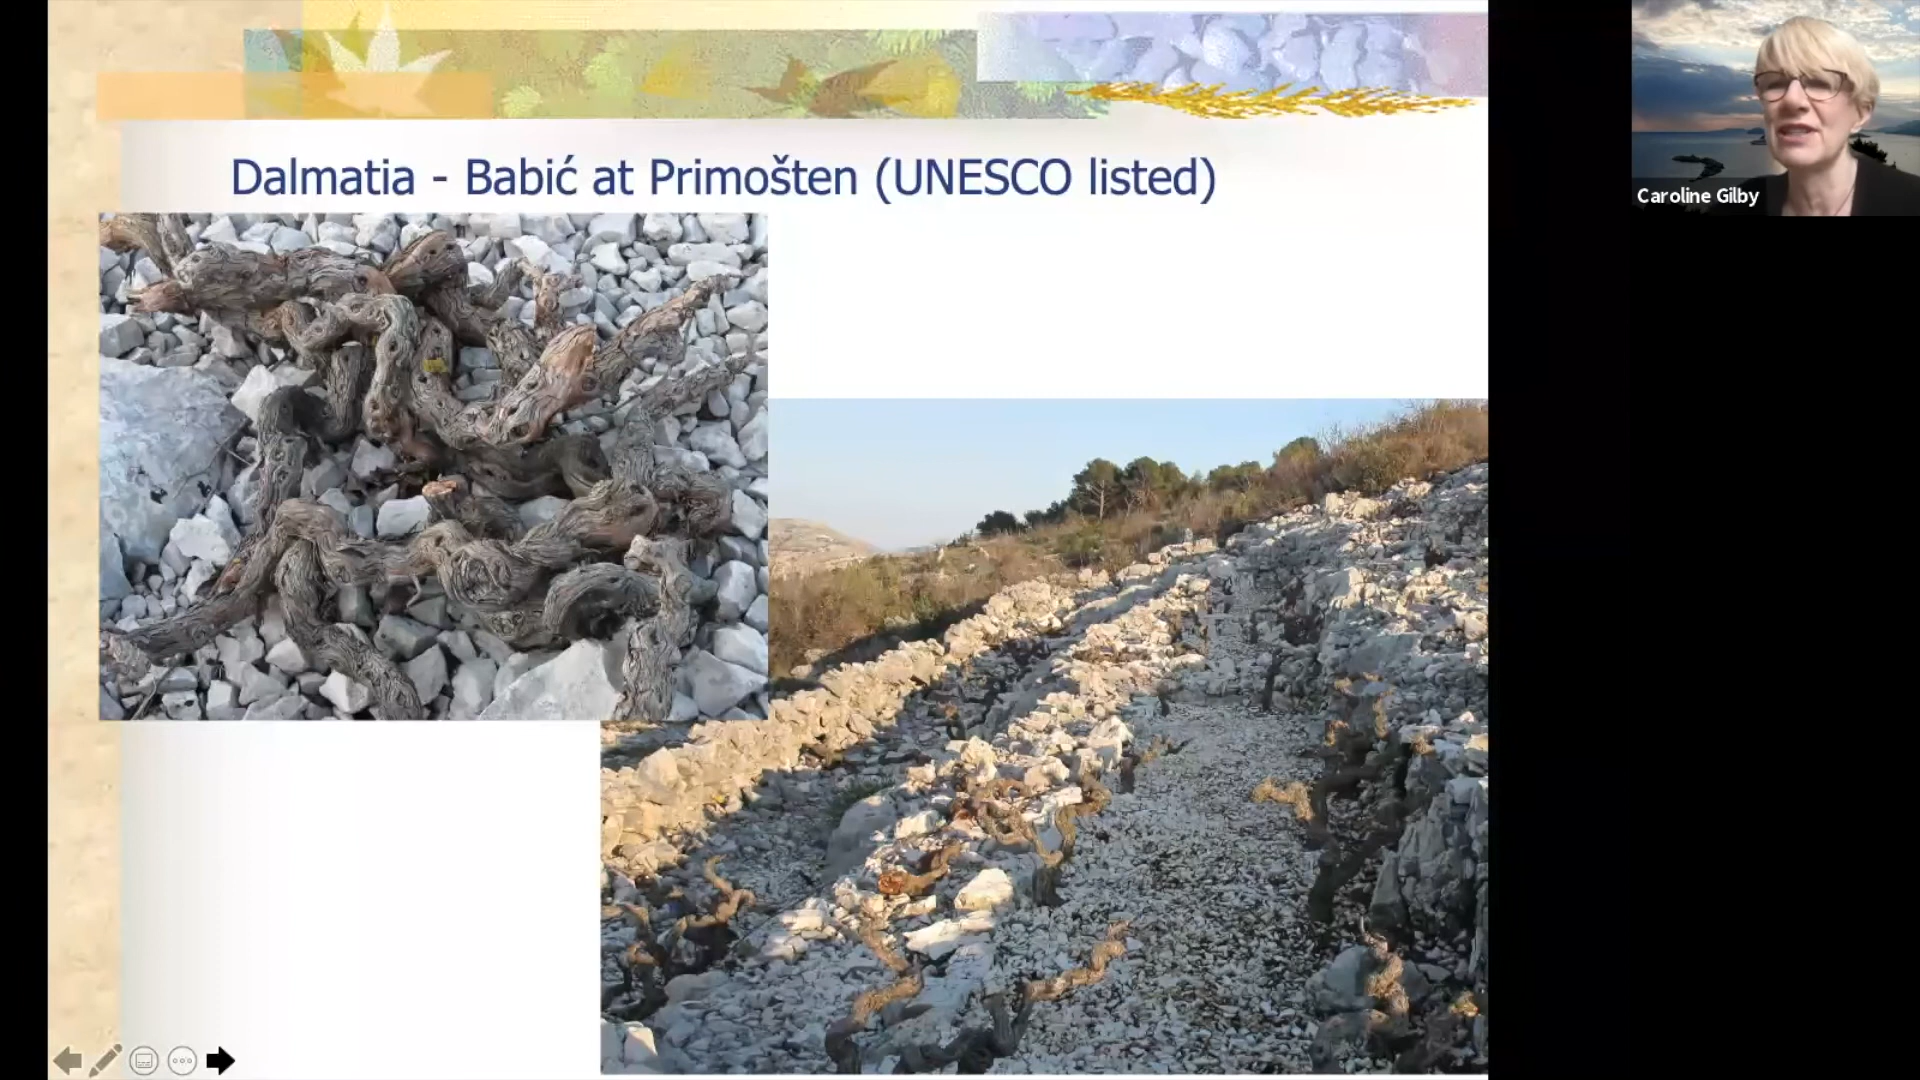 Dalmatia - Babić at Primošten (UNESCO listed)
Caroline Gilby